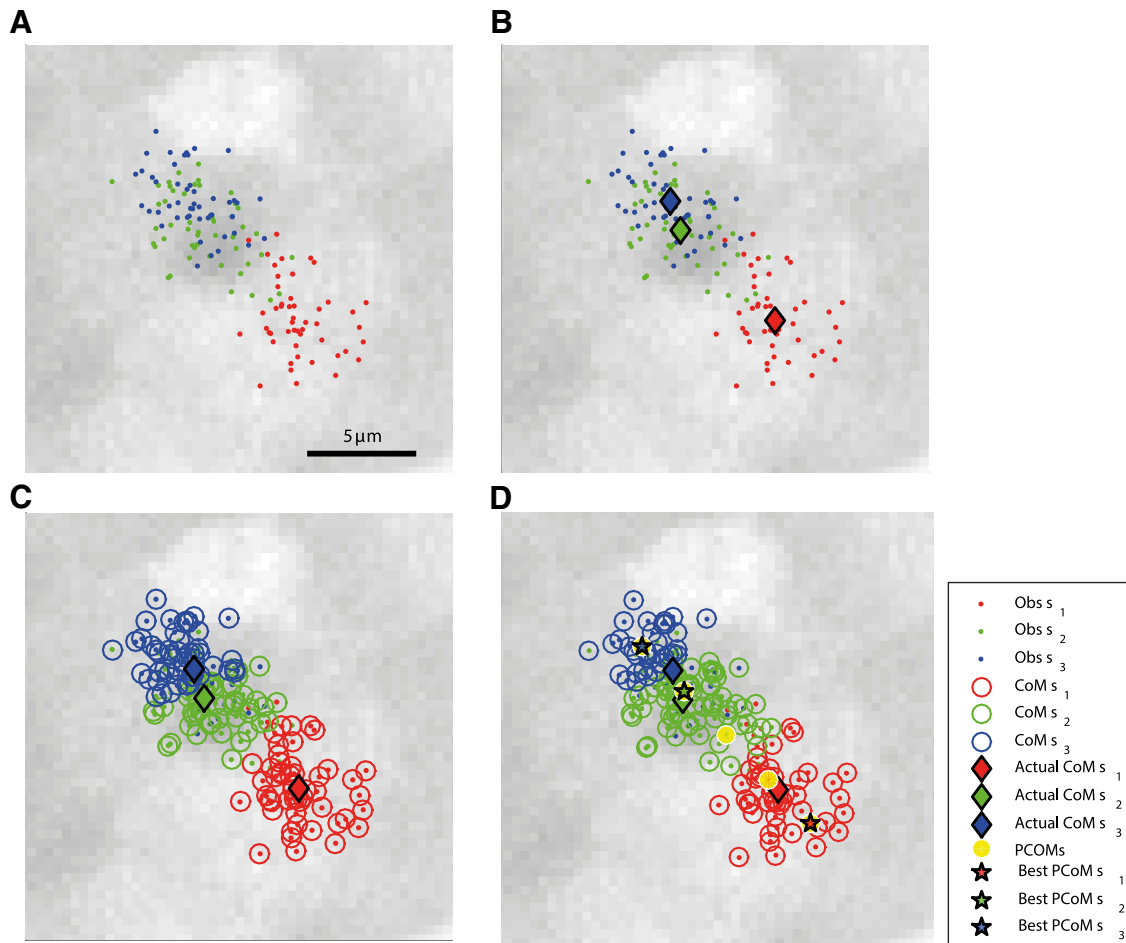 A
B
5 µm
C
D
Obs s 1
Obs s 2
Obs s 3
CoM s 1
CoM s 2
CoM s 3
Actual CoM s 1
Actual CoM s 2
Actual CoM s 3
PCOMs
Best PCoM s 1
Best PCoM s 2
Best PCoM s 3